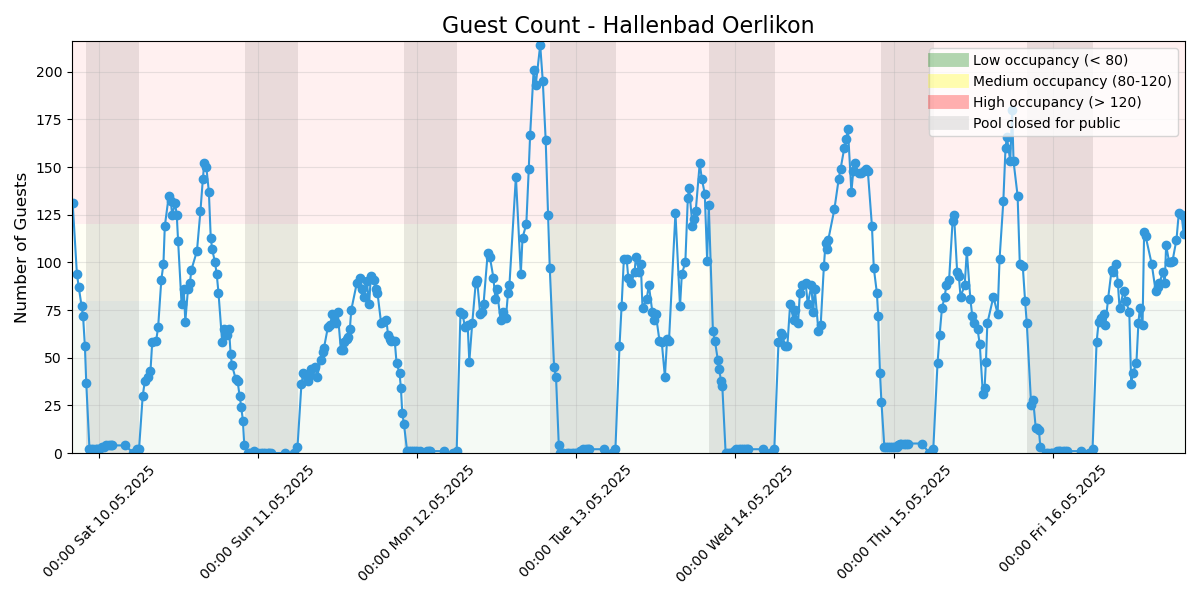 Guest Count - Hallenbad Oerlikon
Number of Guests
200
175
150
125
100
75
50
25
0
Low occupancy (< 80)
Medium occupancy (80-120)
High occupancy (> 120)
Pool closed for public
00:00 Sat 10.05.2025
00:00 Sun 11.05.2025
00:00 Mon 12.05.2025
00:00 Tue 13.05.2025
00:00 Wed 14.05.2025
00:00 Thu 15.05.2025
00:00 Fri 16.05.2025